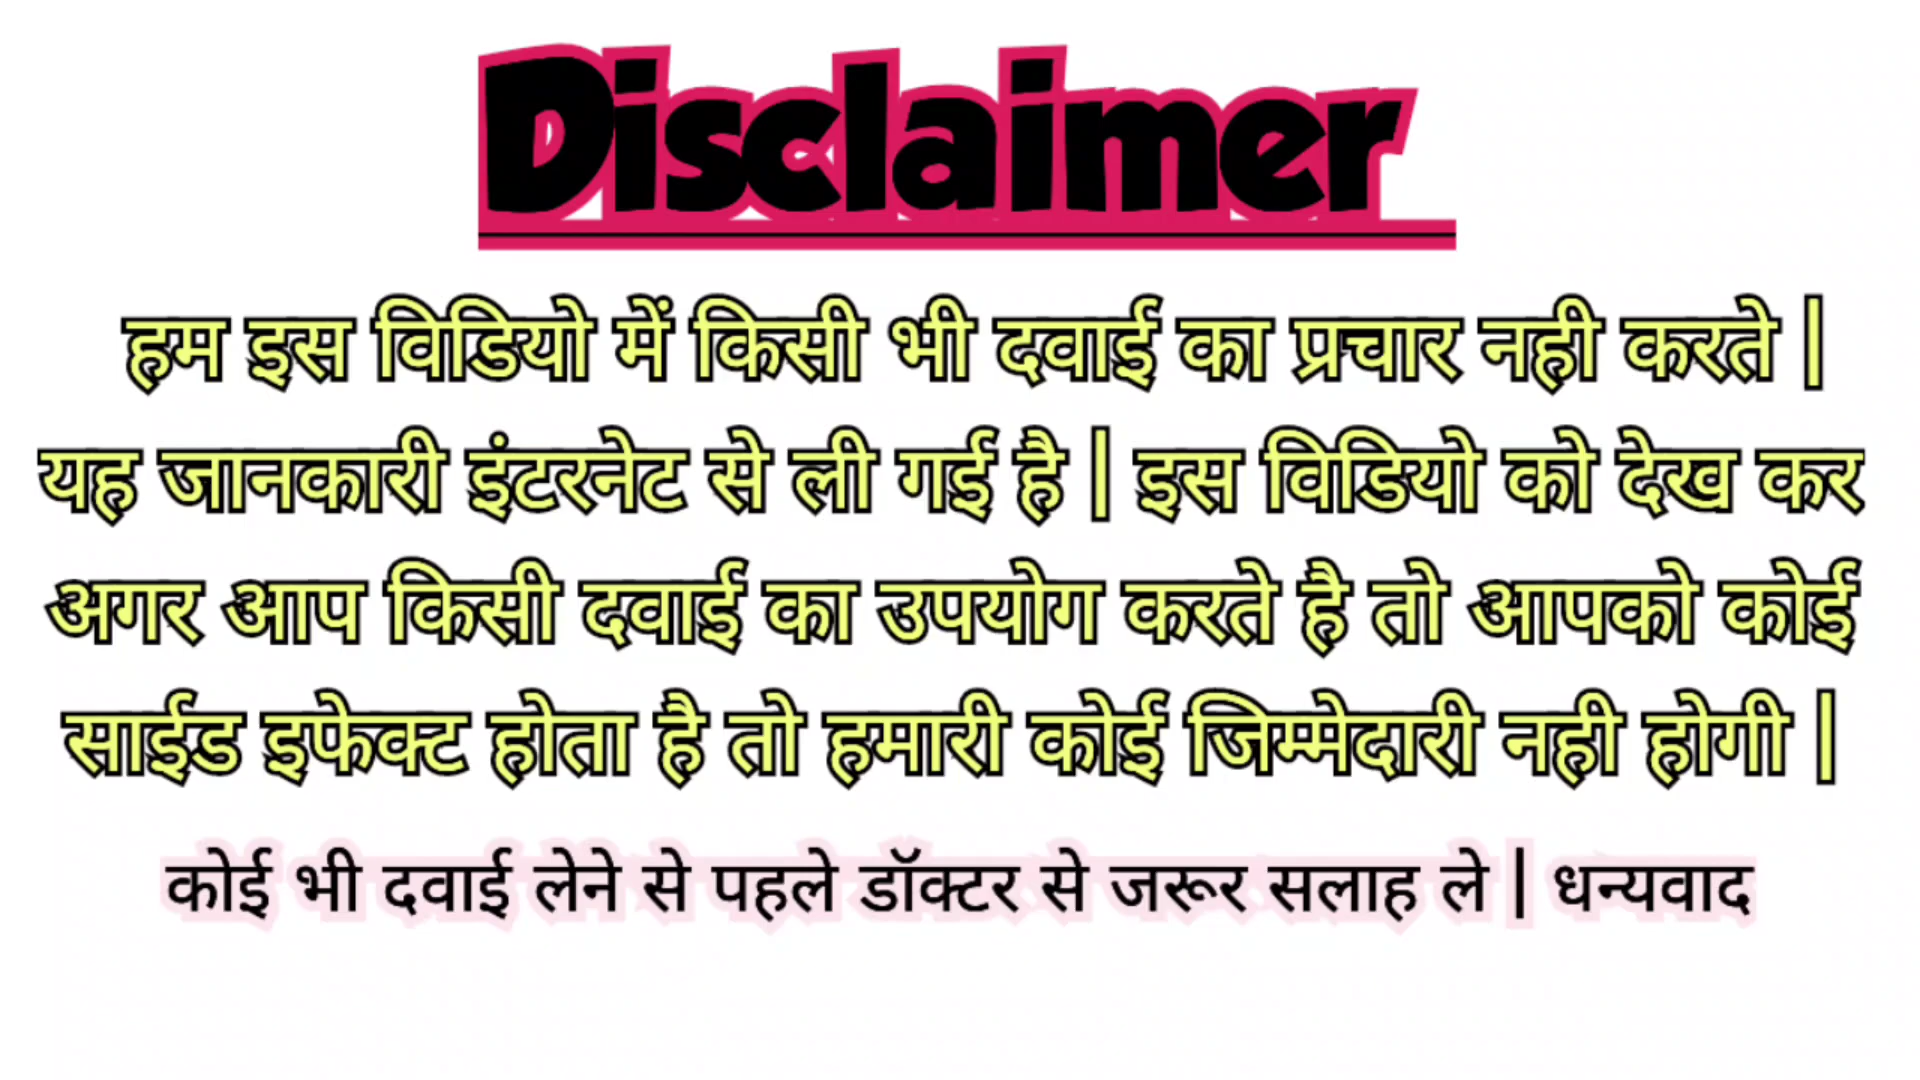 Disclaimer
हम इस विडियो में किसी भी दवाई का प्रचार नही करते |
यह जानकारी इंटरनेट से ली गई है | इस विडियो को देख कर
अगर आप किसी दवाई का उपयोग करते है तो आपको कोई
साईड इफेक्ट होता है तो हमारी कोई जिम्मेदारी नही होगी |
कोई भी दवाई लेने से पहले डॉक्टर से जरूर सलाह ले | धन्यवाद